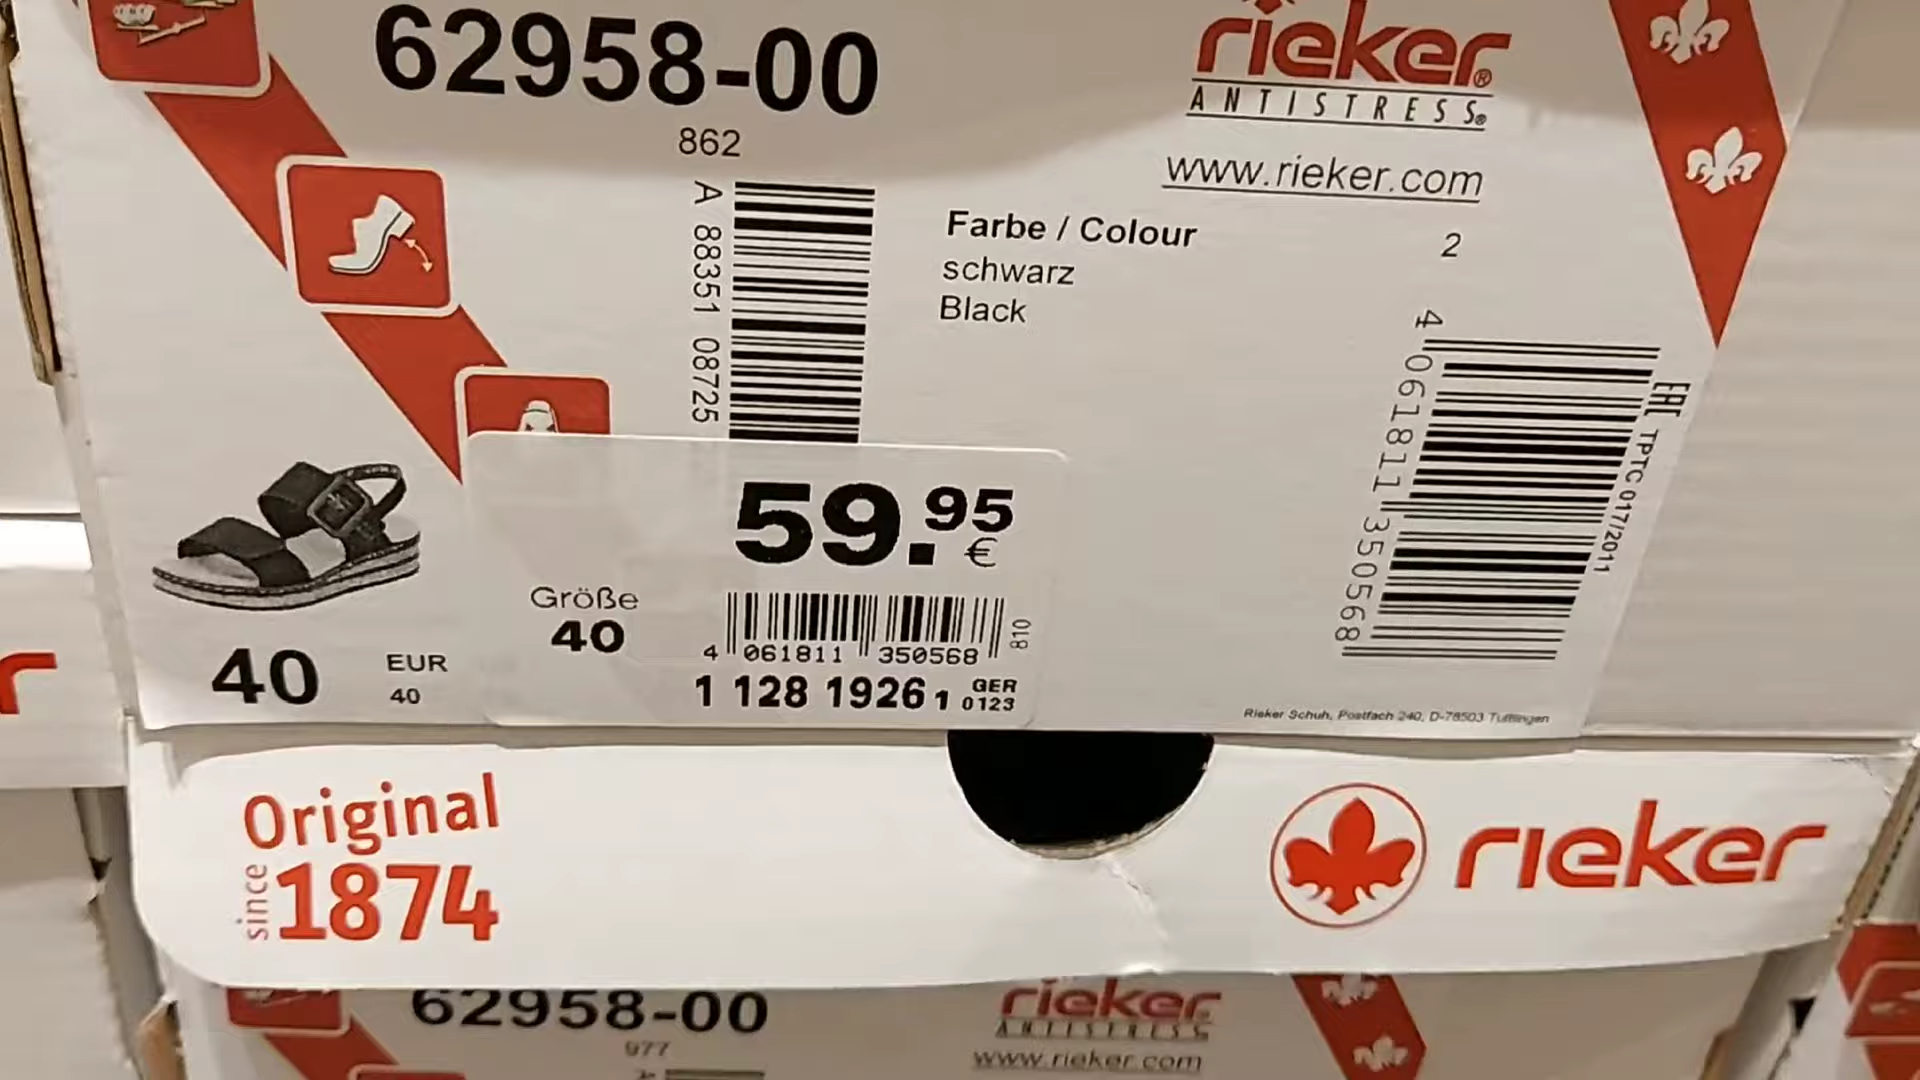 62958-00
862
A 88351 08725
rieker®
ANTISTRESS®
www.rieker.com
Farbe / Colour
schwarz
Black
2
4 061811 350568
EAC TPTC 017/2011
59.95
€
Größe
40
4 061811 350568
810
1 128 1926 1 GER
0123
40
EUR
40
Rieker Schuh, Postfach 240, D-78503 Tuttlingen
Original
since 1874
rieker
62958-00
977
rieker
ANTISTRESS
www.rieker.com
r